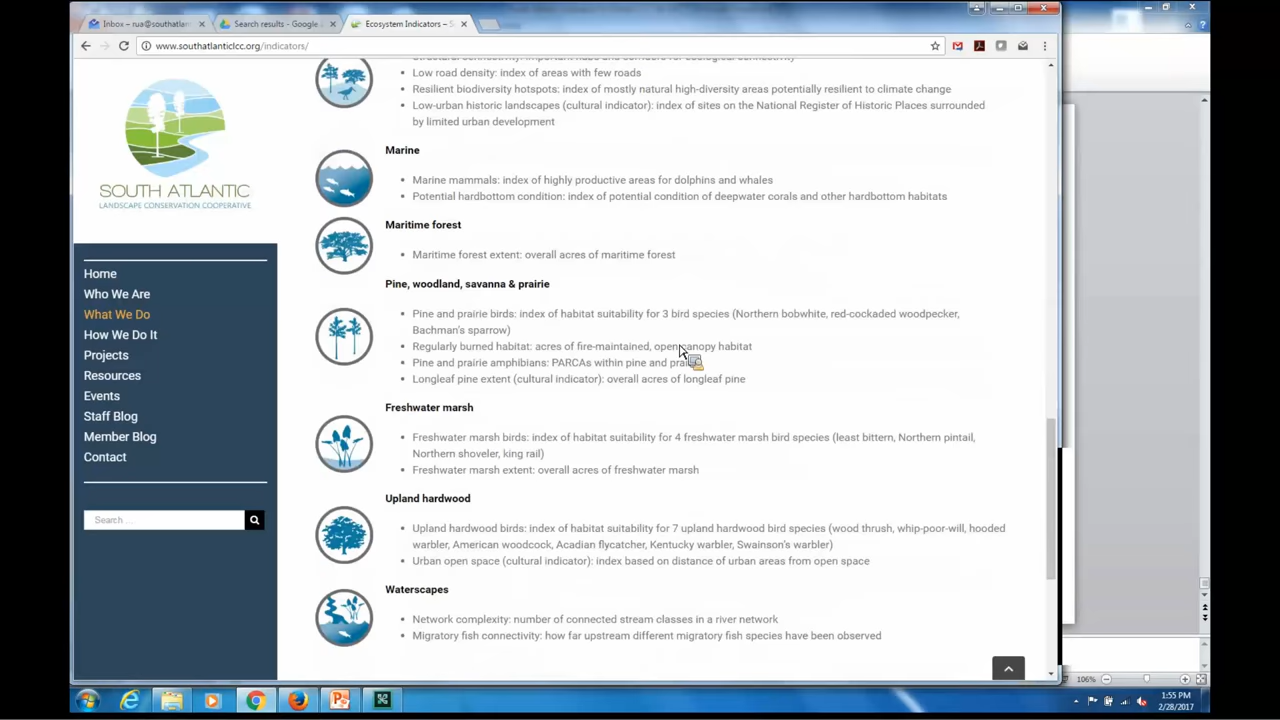 Inbox – rua@southatlan
Search results - Google
Ecosystem Indicators – S
www.southatlanticlcc.org/indicators/
SOUTH ATLANTIC
LANDSCAPE CONSERVATION COOPERATIVE
Home
Who We Are
What We Do
How We Do It
Projects
Resources
Events
Staff Blog
Member Blog
Contact
Search ...
Low road density: index of areas with few roads
Resilient biodiversity hotspots: index of mostly natural high-diversity areas potentially resilient to climate change
Low-urban historic landscapes (cultural indicator): index of sites on the National Register of Historic Places surrounded
by limited urban development
Marine
Marine mammals: index of highly productive areas for dolphins and whales
Potential hardbottom condition: index of potential condition of deepwater corals and other hardbottom habitats
Maritime forest
Maritime forest extent: overall acres of maritime forest
Pine, woodland, savanna & prairie
Pine and prairie birds: index of habitat suitability for 3 bird species (Northern bobwhite, red-cockaded woodpecker,
Bachman's sparrow)
Regularly burned habitat: acres of fire-maintained, open canopy habitat
Pine and prairie amphibians: PARCAs within pine and prai
Longleaf pine extent (cultural indicator): overall acres of longleaf pine
Freshwater marsh
Freshwater marsh birds: index of habitat suitability for 4 freshwater marsh bird species (least bittern, Northern pintail,
Northern shoveler, king rail)
Freshwater marsh extent: overall acres of freshwater marsh
Upland hardwood
Upland hardwood birds: index of habitat suitability for 7 upland hardwood bird species (wood thrush, whip-poor-will, hooded
warbler, American woodcock, Acadian flycatcher, Kentucky warbler, Swainson's warbler)
Urban open space (cultural indicator): index based on distance of urban areas from open space
Waterscapes
Network complexity: number of connected stream classes in a river network
Migratory fish connectivity: how far upstream different migratory fish species have been observed
106%
1:55 PM
2/28/2017